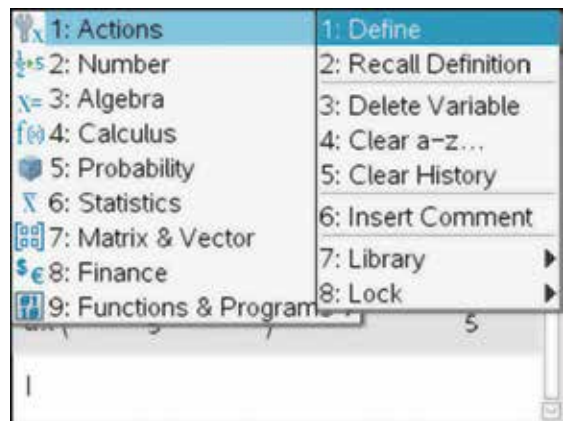 1: Actions
2: Number
3: Algebra
4: Calculus
5: Probability
6: Statistics
7: Matrix & Vector
8: Finance
9: Functions & Program
1: Define
2: Recall Definition
3: Delete Variable
4: Clear a–z...
5: Clear History
6: Insert Comment
7: Library
8: Lock
5